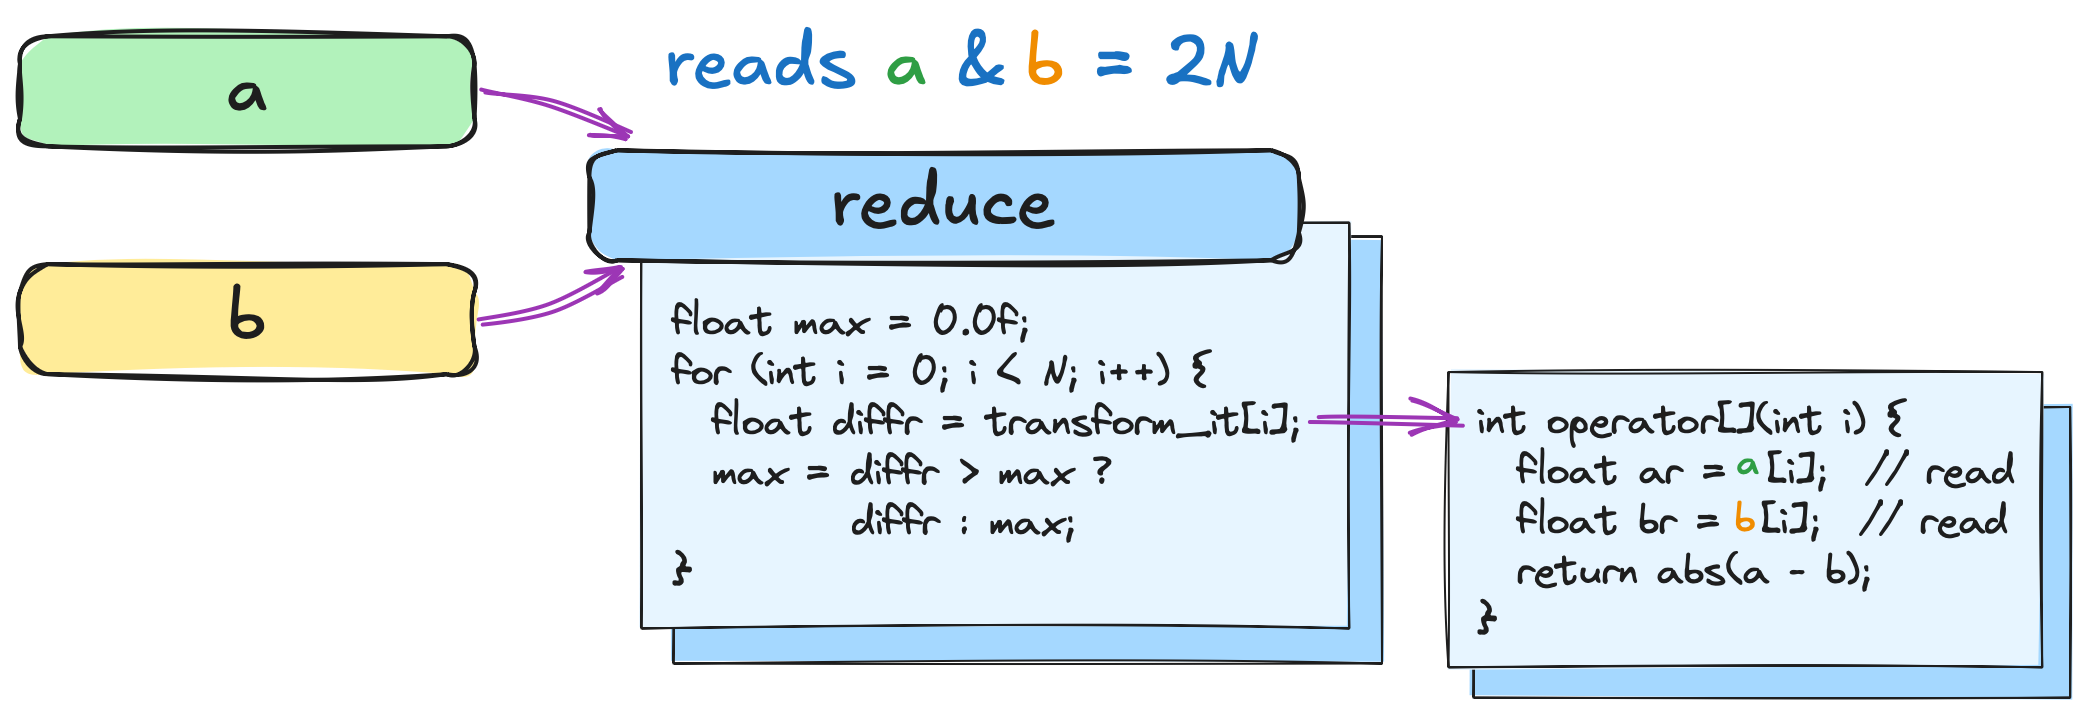 a
reads a & b = 2N
reduce
b
float max = 0.0f;
for (int i = 0; i < N; i++) {
float diffr = transform_it[i];
max = diffr > max ?
diffr : max;
}
int operator[](int i) {
float ar = a[i]; // read
float br = b[i]; // read
return abs(a - b);
}